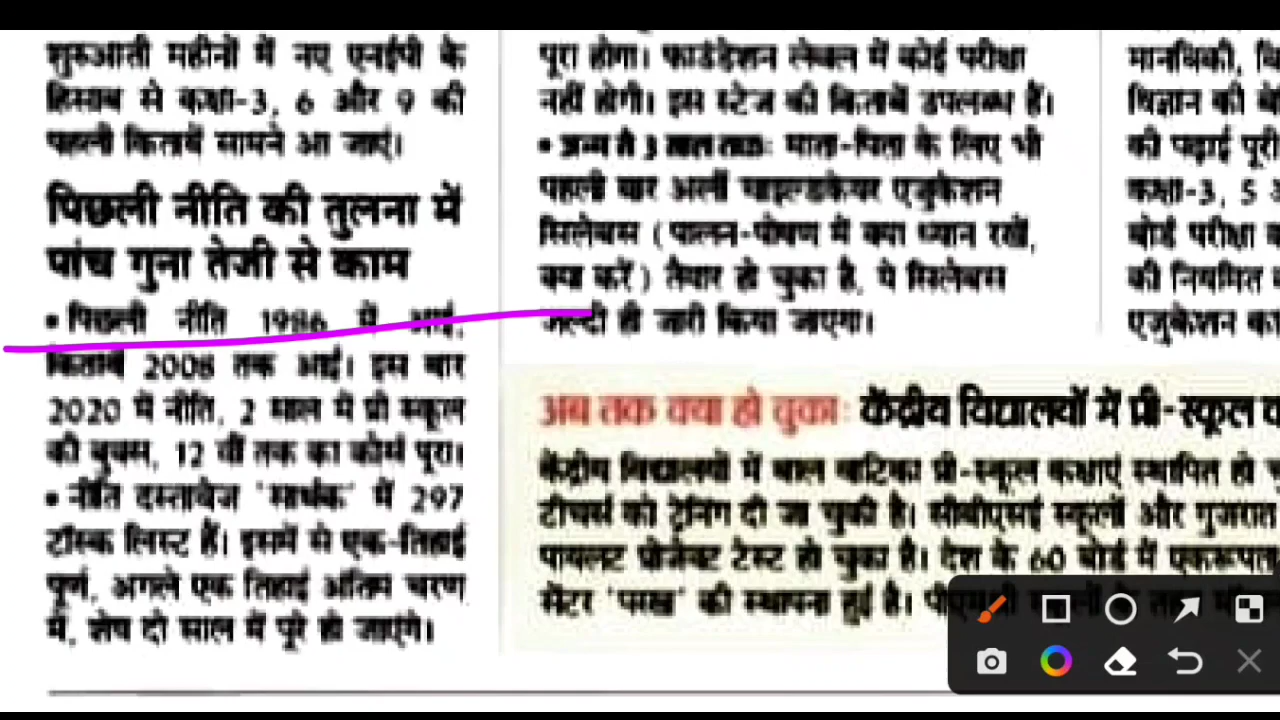 शुरुआती महीनों में नए एनईपी के
हिसाब से कक्षा-3, 6 और 9 की
पहली किताबें सामने आ जाएं।
पिछली नीति की तुलना में
पांच गुना तेजी से काम
• पिछली नीति 1986 में आई,
किताबें 2008 तक आईं। इस बार
2020 में नीति, 2 साल में प्री स्कूल
की बुक्स, 12 वीं तक का कोर्स पूरा।
• नीति दस्तावेज 'सार्थक' में 297
टॉस्क लिस्ट हैं। इसमें से एक-तिहाई
पूर्ण, अगले एक तिहाई अंतिम चरण
में, शेष दो साल में पूरे हो जाएंगे।
पूरा होगा। फाउंडेशन लेवल में कोई परीक्षा
नहीं होगी। इस स्टेज की किताबें उपलब्ध हैं।
• जन्म से 3 साल तक: माता-पिता के लिए भी
पहली बार अर्ली चाइल्डकेयर एजुकेशन
सिलेबस (पालन-पोषण में क्या ध्यान रखें,
क्या करें) तैयार हो चुका है, ये सिलेबस
जल्दी ही जारी किया जाएगा।
मानविकी,
विज्ञान की
की पढ़ाई पूरी
कक्षा-3, 5
बोर्ड परीक्षा
की नियमित
एजुकेशन का
अब तक क्या हो चुका: केंद्रीय विद्यालयों में प्री-स्कूल
केंद्रीय विद्यालयों में बाल वाटिका प्री-स्कूल कक्षाएं स्थापित हो
टीचर्स को ट्रेनिंग दी जा चुकी है। सीबीएसई स्कूलों और गुजरात
पायलट प्रोजेक्ट टेस्ट हो चुका है। देश के 60 बोर्ड में एकरूपता
सेंटर 'परख' की स्थापना हुई है।